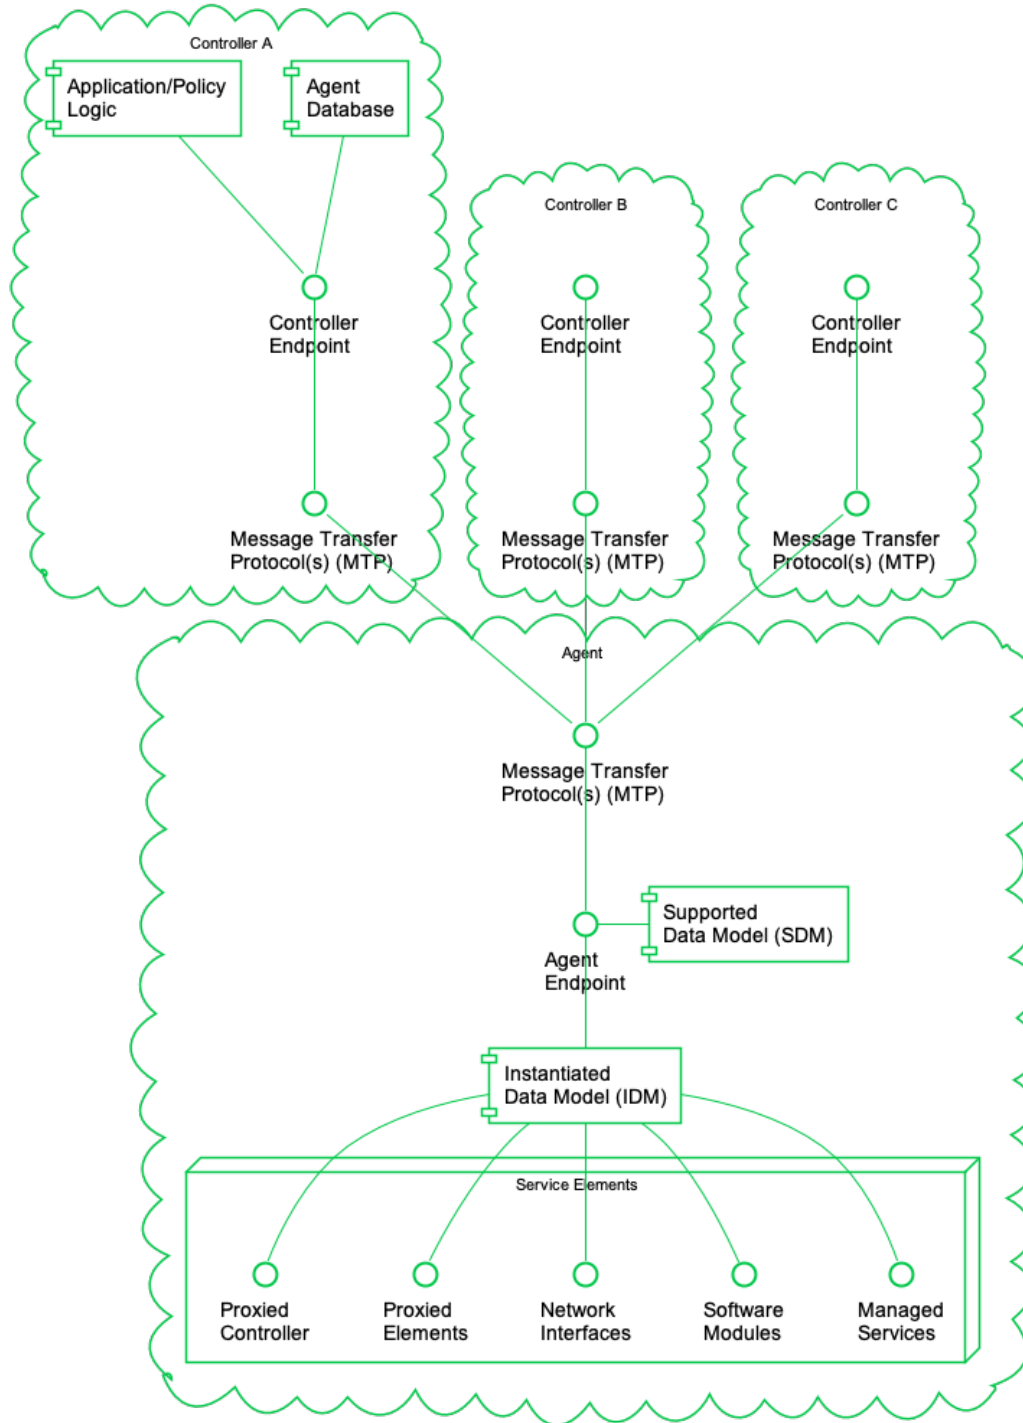 Controller A
Application/Policy
Logic
Agent
Database
Controller B
Controller C
Controller
Endpoint
Controller
Endpoint
Controller
Endpoint
Message Transfer
Protocol(s) (MTP)
Message Transfer
Protocol(s) (MTP)
Message Transfer
Protocol(s) (MTP)
Agent
Message Transfer
Protocol(s) (MTP)
Supported
Data Model (SDM)
Agent
Endpoint
Instantiated
Data Model (IDM)
Service Elements
Proxied
Controller
Proxied
Elements
Network
Interfaces
Software
Modules
Managed
Services